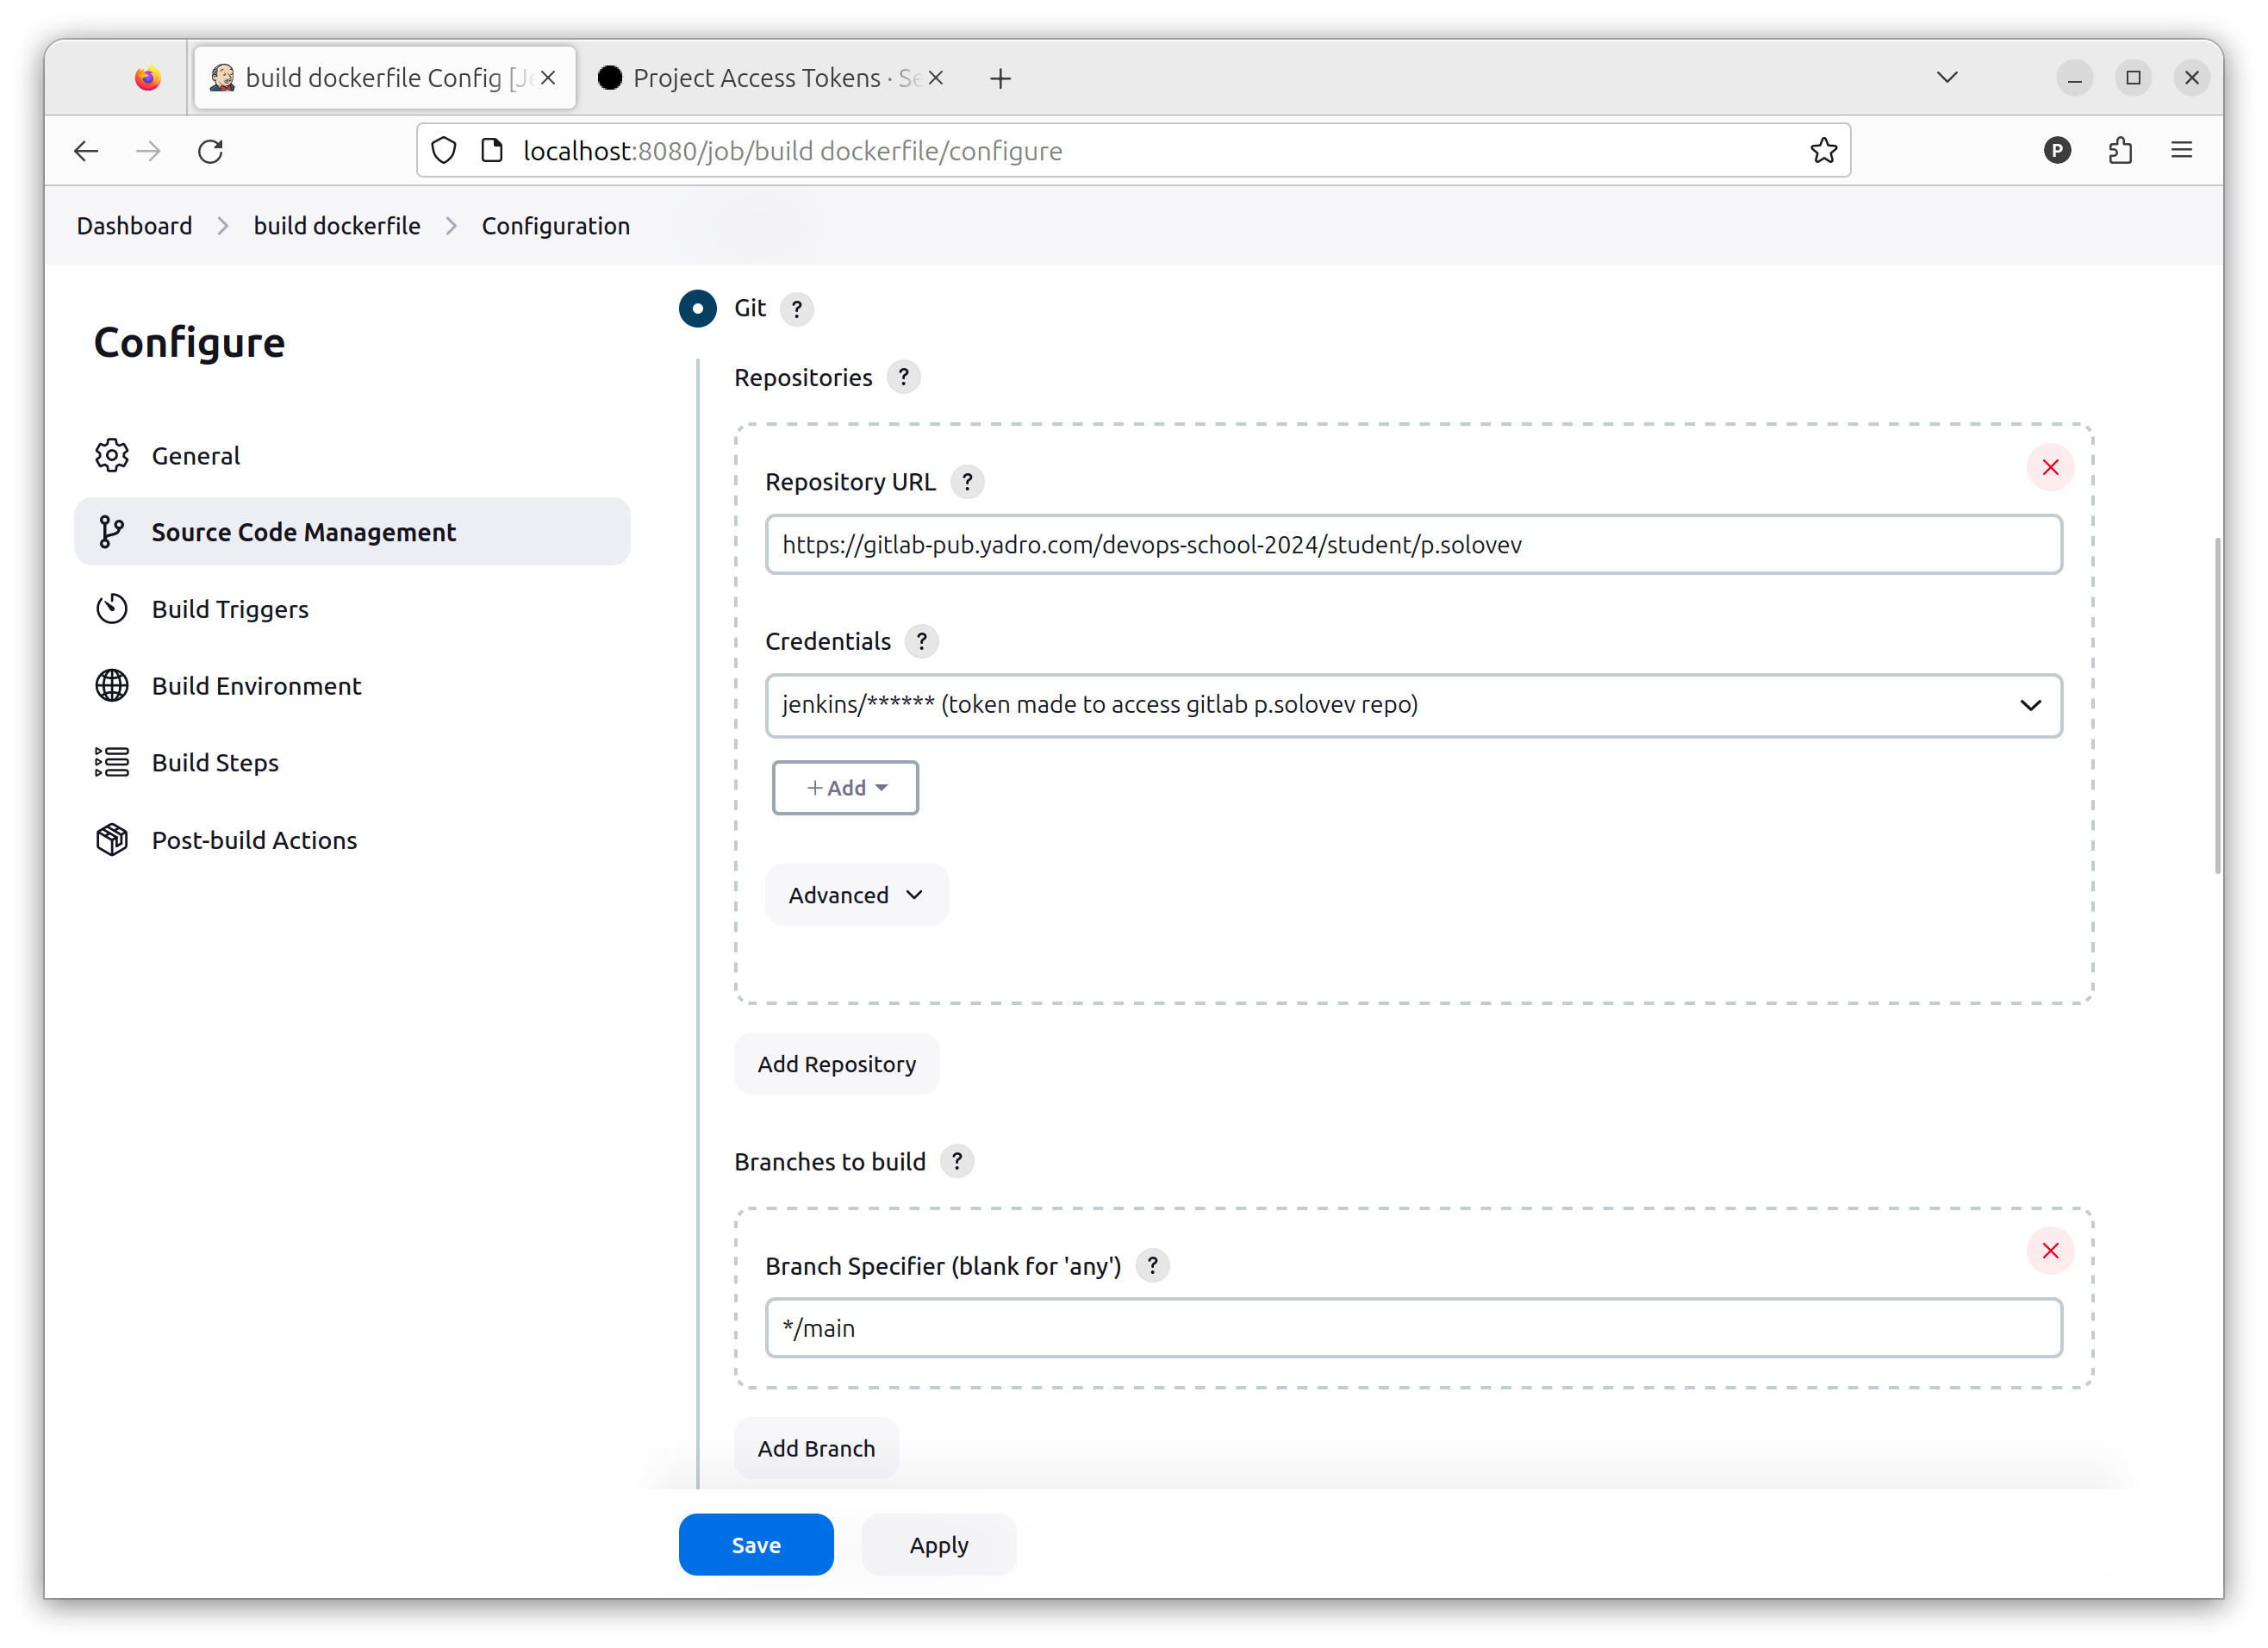 build dockerfile Config [Je
Project Access Tokens · Se
localhost:8080/job/build dockerfile/configure
P
Dashboard > build dockerfile > Configuration
Configure
General
Source Code Management
Build Triggers
Build Environment
Build Steps
Post-build Actions
Git ?
Repositories ?
Repository URL ?
https://gitlab-pub.yadro.com/devops-school-2024/student/p.solovev
Credentials ?
jenkins/****** (token made to access gitlab p.solovev repo)
+ Add
Advanced
Add Repository
Branches to build ?
Branch Specifier (blank for 'any') ?
*/main
Add Branch
Save
Apply